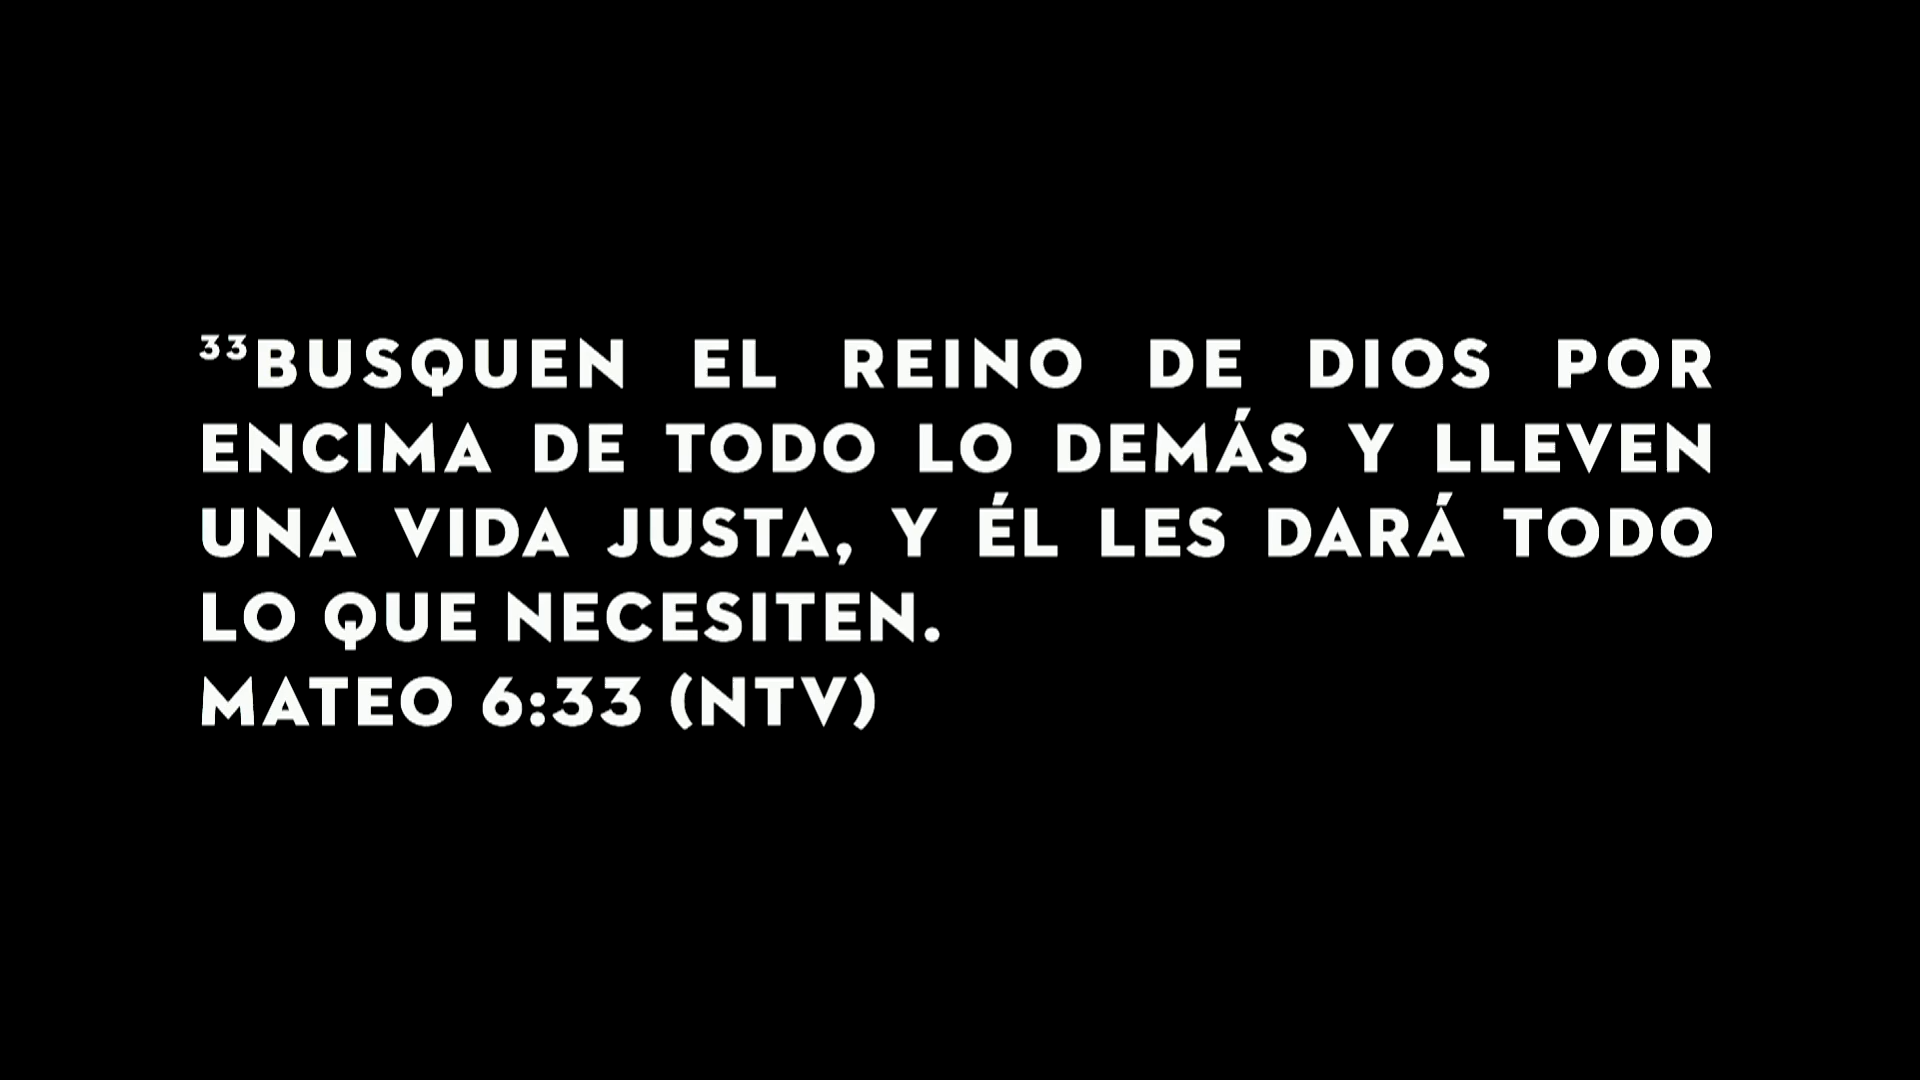 ³³BUSQUEN EL REINO DE DIOS POR
ENCIMA DE TODO LO DEMÁS Y LLEVEN
UNA VIDA JUSTA, Y ÉL LES DARÁ TODO
LO QUE NECESITEN.
MATEO 6:33 (NTV)